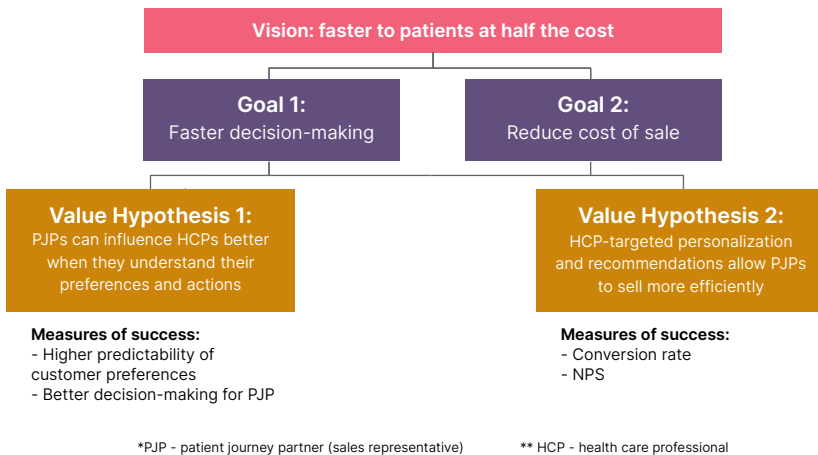 Vision: faster to patients at half the cost
Goal 1:
Faster decision-making
Goal 2:
Reduce cost of sale
Value Hypothesis 1:
PJPs can influence HCPs better
when they understand their
preferences and actions
Value Hypothesis 2:
HCP-targeted personalization
and recommendations allow PJPs
to sell more efficiently
Measures of success:
- Higher predictability of
customer preferences
- Better decision-making for PJP
Measures of success:
- Conversion rate
- NPS
*PJP - patient journey partner (sales representative)
** HCP - health care professional